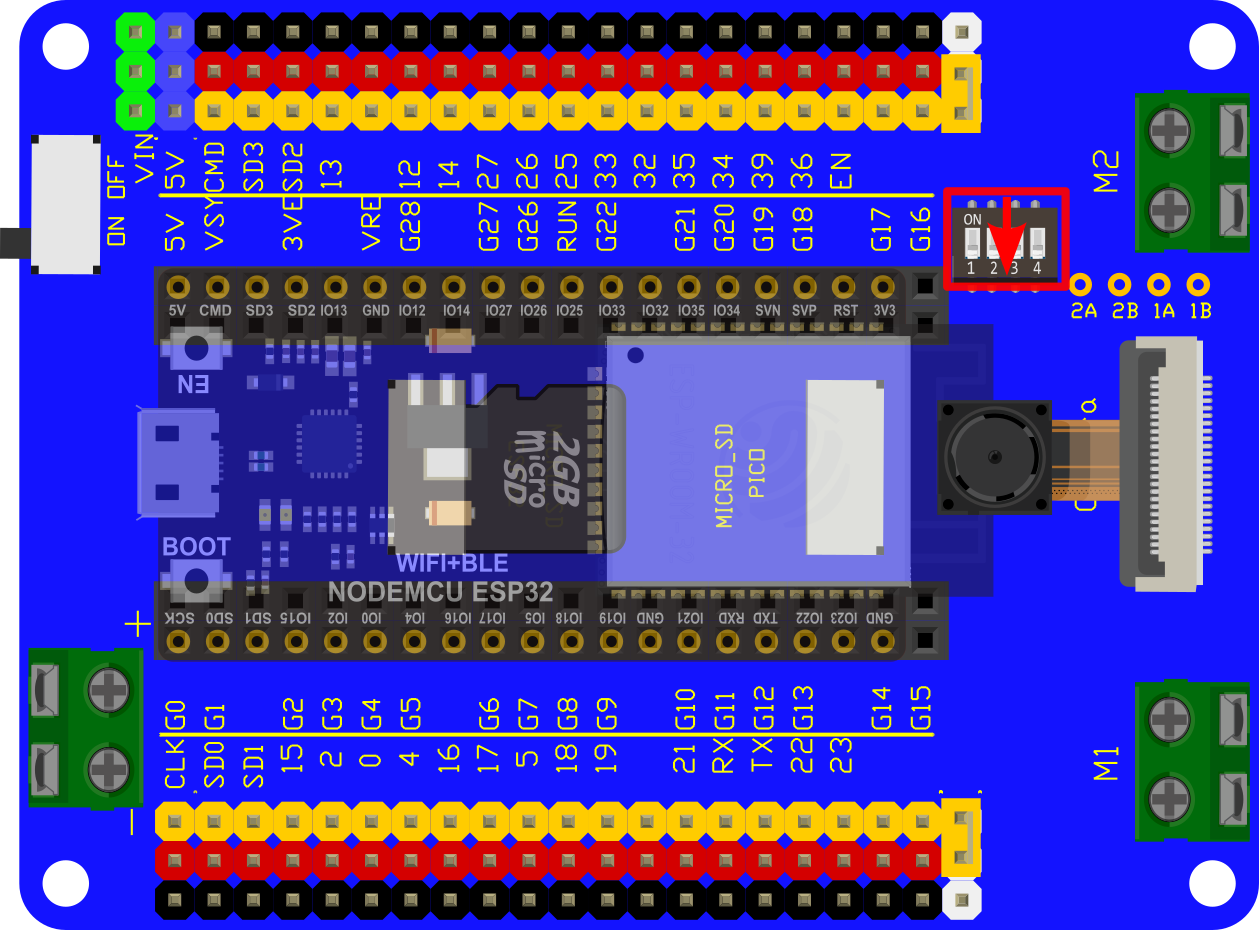 OFF
ON
VIN
5V
CMD
SD3
SD2
13
12
14
27
26
25
33
32
35
34
39
36
EN
5V
VSY
3VE
VRE
G28
G27
G26
RUN
G22
G21
G20
G19
G18
G17
G16
M2
ON
1 2 3 4
2A 2B 1A 1B
5V CMD SD3 SD2 IO13 GND IO12 IO14 IO27 IO26 IO25 IO33 IO32 IO35 IO34 SVN SVP RST 3V3
EN
2GB
Micro
SD
MICRO_SD
PICO
BOOT
WIFI+BLE
NODEMCU ESP32
SCK SD0 SD1 IO15 IO2 IO0 IO4 IO16 IO17 IO5 IO18 IO19 GND IO21 RXD TXD IO22 IO23 GND
+
G0
G1
G2
G3
G4
G5
G6
G7
G8
G9
G10
G11
G12
G13
G14
G15
CLK
SD0
SD1
15
2
0
4
16
17
5
18
19
21
RX
TX
22
23
M1
−